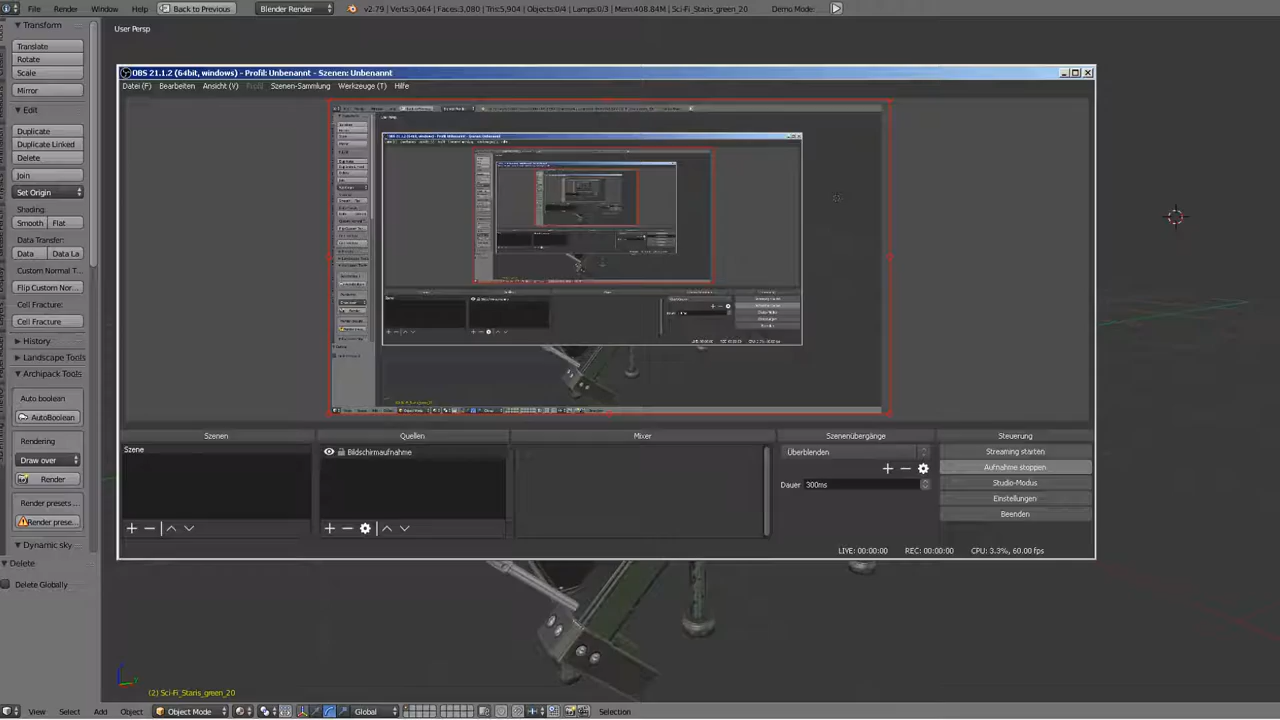 File Render Window Help Back to Previous Blender Render v2.79 | Verts:3,064 | Faces:3,080 | Tris:5,904 | Objects:0/4 | Lamps:0/3 | Mem:408.84M | Sci-Fi_Staris_green_20 Demo Mode:
Transform
User Persp
Translate
Rotate
Scale
Mirror
Edit
Duplicate
Duplicate Linked
Delete
Join
Set Origin
Shading:
Smooth Flat
Data Transfer:
Data Data La
Custom Normal T...
Flip Custom Nor...
Cell Fracture:
Cell Fracture
History
Landscape Tools
Archipack Tools
Auto boolean
AutoBoolean
Rendering
Draw over
Render
Render presets...
Render prese...
Dynamic sky
Delete
Delete Globally
OBS 21.1.2 (64bit, windows) - Profil: Unbenannt - Szenen: Unbenannt
Datei (F) Bearbeiten Ansicht (V) Profil Szenen-Sammlung Werkzeuge (T) Hilfe
Szenen Quellen Mixer Szenenübergänge Steuerung
Szene
Bildschirmaufnahme
Überblenden
Dauer 300ms
Streaming starten
Aufnahme stoppen
Studio-Modus
Einstellungen
Beenden
LIVE: 00:00:00 REC: 00:00:00 CPU: 3.3%, 60.00 fps
(2) Sci-Fi_Staris_green_20
View Select Add Object Object Mode Global Selection